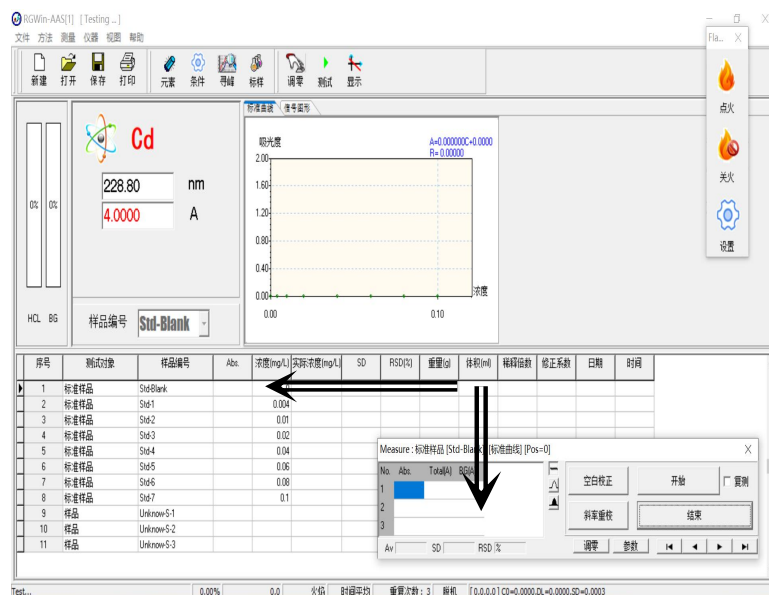 RGWin-AAS[1] [ Testing ... ]
文件 方法 测量 仪器 视图 帮助
Fla...
新建 打开 保存 打印 元素 条件 寻峰 标样 调零 测试 显示
点火
关火
设置
标准曲线 信号图形
Cd
228.80 nm
4.0000 A
0% 0%
HCL BG
样品编号 Std-Blank
吸光度
A=0.000000C+0.0000
R= 0.00000
2.00
1.60
1.20
0.80
0.40
0.00
浓度
0.00 0.10
序号 测试对象 样品编号 Abs. 浓度(mg/L) 实际浓度(mg/L) SD RSD(%) 重量(g) 体积(ml) 稀释倍数 修正系数 日期 时间
1 标准样品 Std-Blank 0
2 标准样品 Std-1 0.004
3 标准样品 Std-2 0.01
4 标准样品 Std-3 0.02
5 标准样品 Std-4 0.04
6 标准样品 Std-5 0.06
7 标准样品 Std-6 0.08
8 标准样品 Std-7 0.1
9 样品 Unknow-S-1
10 样品 Unknow-S-2
11 样品 Unknow-S-3
Measure : 标准样品 [Std-Blank] [标准曲线] [Pos=0]
No. Abs. Total(A) BG(A)
1
2
3
Av SD RSD %
空白校正 开始 复测
斜率重校 结束
调零 参数
Test... 0.00% 0.0 火焰 时间平均 重复次数 : 3 脱机 [ 0,0,0,0 ] C0=0.0000,DL=0.0000,SD=0.0003